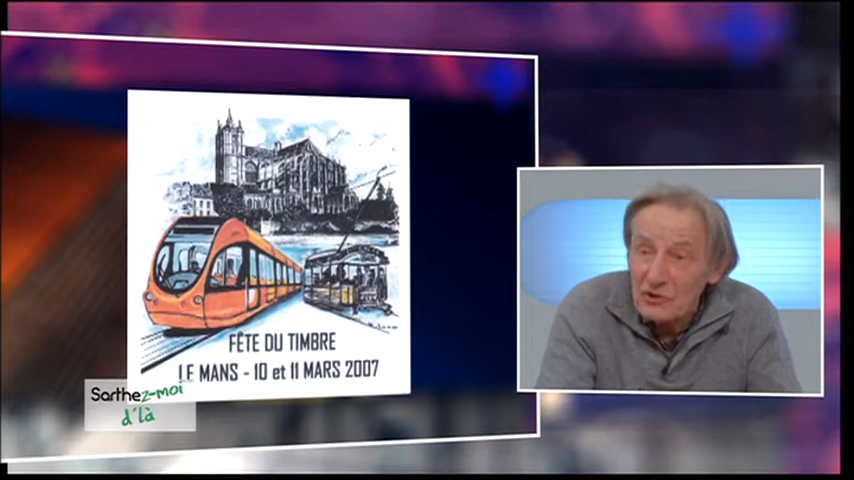 FÊTE DU TIMBRE
LE MANS - 10 et 11 MARS 2007
Sarthez-moi
d'là